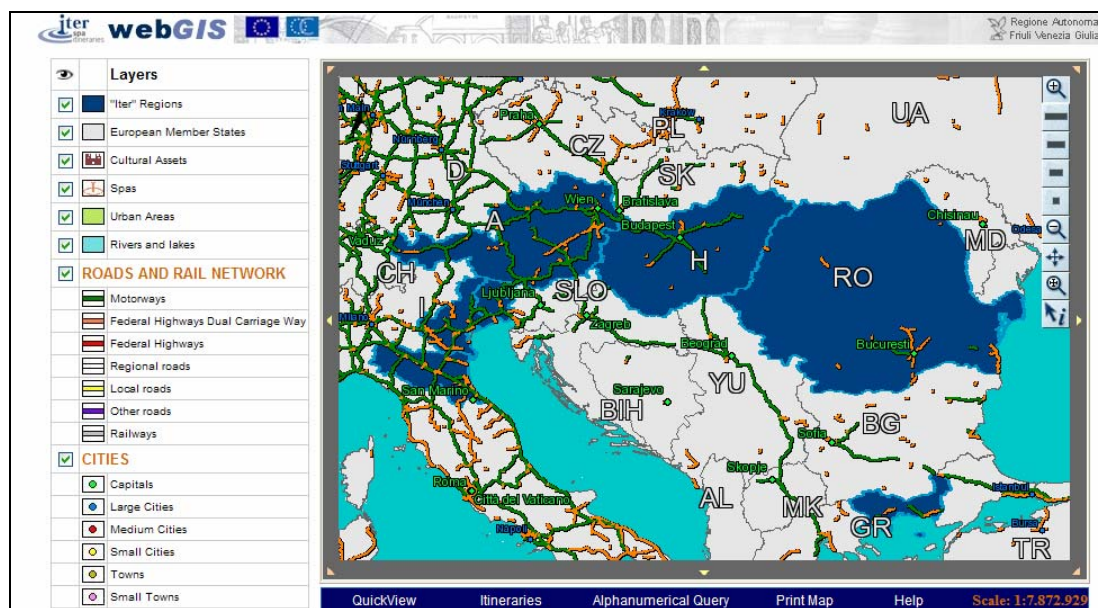 iter
spa
itineraries
webGIS
Regione Autonoma
Friuli Venezia Giulia
Layers
"Iter" Regions
European Member States
Cultural Assets
Spas
Urban Areas
Rivers and lakes
ROADS AND RAIL NETWORK
Motorways
Federal Highways Dual Carriage Way
Federal Highways
Regional roads
Local roads
Other roads
Railways
CITIES
Capitals
Large Cities
Medium Cities
Small Cities
Towns
Small Towns
Main
Praha
Krakow
PL
UA
Nürnberg
CZ
Stuttgart
D
SK
München
Wien
Bratislava
A
Budapest
Chisinau
Vaduz
H
MD
Odesa
CH
RO
I
Ljubljana
SLO
Milano
Zagreb
Beograd
Bucuresti
San Marino
YU
Sarajevo
BIH
BG
Sofia
Skopje
Roma
Città del Vaticano
AL
MK
Istanbul
Napoli
GR
Bursa
TR
QuickView
Itineraries
Alphanumerical Query
Print Map
Help
Scale: 1:7.872.929